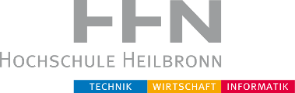 HHN
HOCHSCHULE HEILBRONN
TECHNIK WIRTSCHAFT INFORMATIK